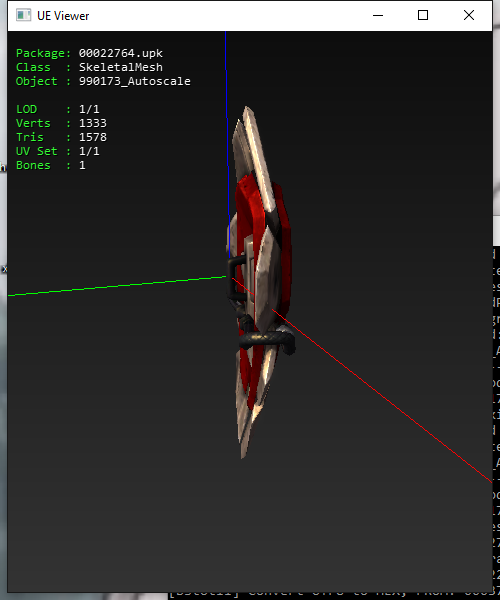 UE Viewer
Package: 00022764.upk
Class  : SkeletalMesh
Object : 990173_Autoscale
LOD    : 1/1
Verts  : 1333
Tris   : 1578
UV Set : 1/1
Bones  : 1